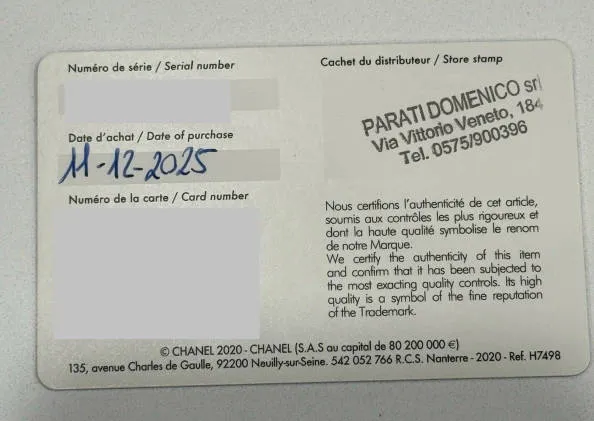 Numéro de série / Serial number
Date d'achat / Date of purchase
11-12-2025
Numéro de la carte / Card number
Cachet du distributeur / Store stamp
PARATI DOMENICO srl
Via Vittorio Veneto, 184
Tel. 0575/900396
Nous certifions l'authenticité de cet article,
soumis aux contrôles les plus rigoureux et
dont la haute qualité symbolise le renom
de notre Marque.
We certify the authenticity of this item
and confirm that it has been subjected to
the most exacting quality controls. Its high
quality is a symbol of the fine reputation
of the Trademark.
© CHANEL 2020 - CHANEL (S.A.S au capital de 80 200 000 €)
135, avenue Charles de Gaulle, 92200 Neuilly-sur-Seine. 542 052 766 R.C.S. Nanterre - 2020 - Ref. H7498